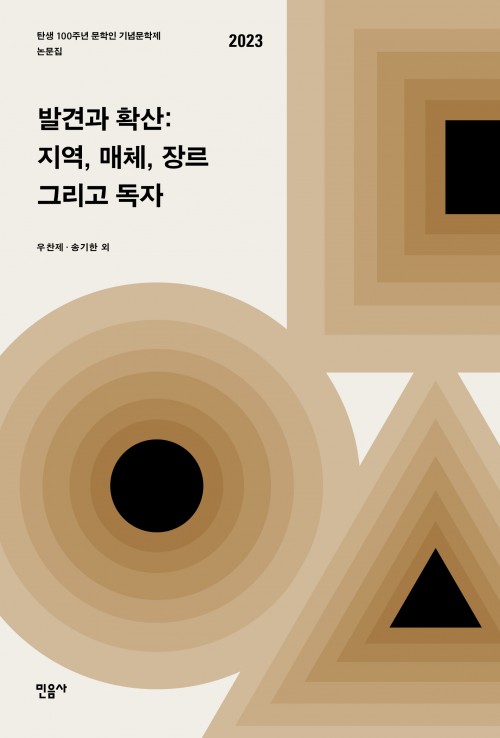 탄생 100주년 문학인 기념문학제
논문집
2023
발견과 확산:
지역, 매체, 장르
그리고 독자
우찬제·송기한 외
민음사